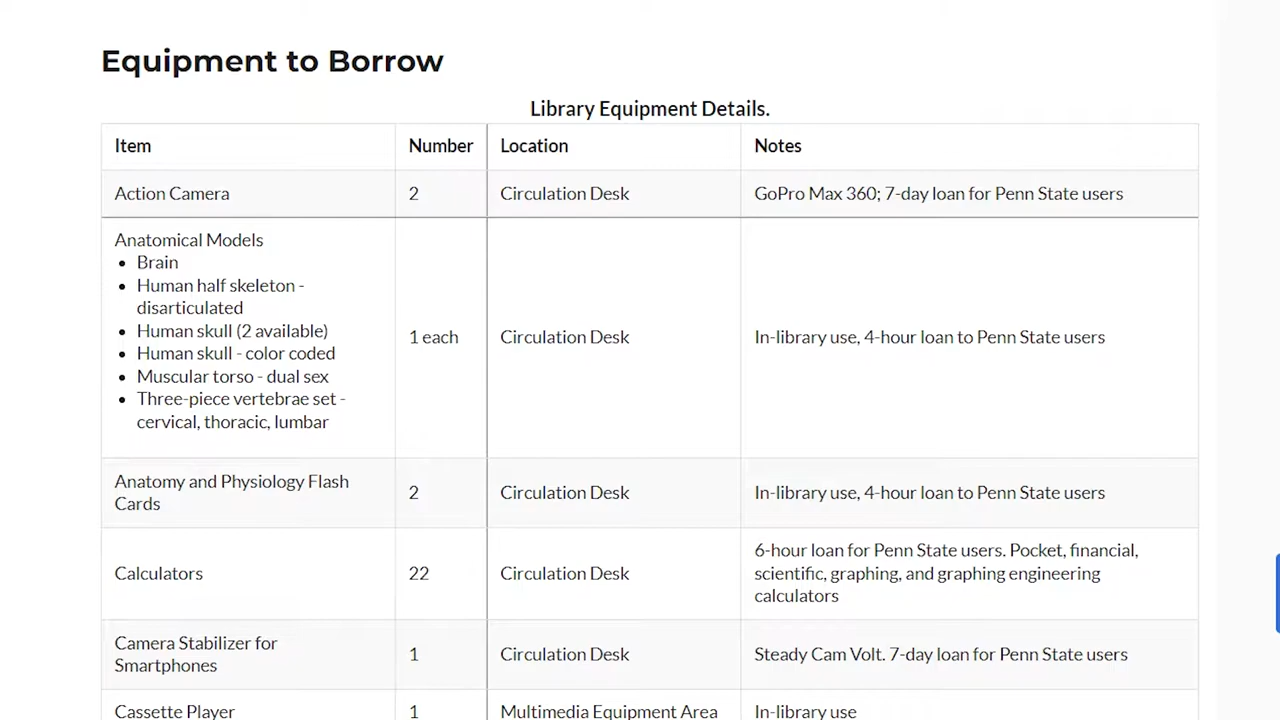 Equipment to Borrow
Library Equipment Details.
Item Number Location Notes
Action Camera 2 Circulation Desk GoPro Max 360; 7-day loan for Penn State users
Anatomical Models
• Brain
• Human half skeleton -
disarticulated
• Human skull (2 available)
• Human skull - color coded
• Muscular torso - dual sex
• Three-piece vertebrae set -
cervical, thoracic, lumbar
1 each Circulation Desk In-library use, 4-hour loan to Penn State users
Anatomy and Physiology Flash
Cards
2 Circulation Desk In-library use, 4-hour loan to Penn State users
Calculators 22 Circulation Desk
6-hour loan for Penn State users. Pocket, financial,
scientific, graphing, and graphing engineering
calculators
Camera Stabilizer for
Smartphones
1 Circulation Desk Steady Cam Volt. 7-day loan for Penn State users
Cassette Player 1 Multimedia Equipment Area In-library use